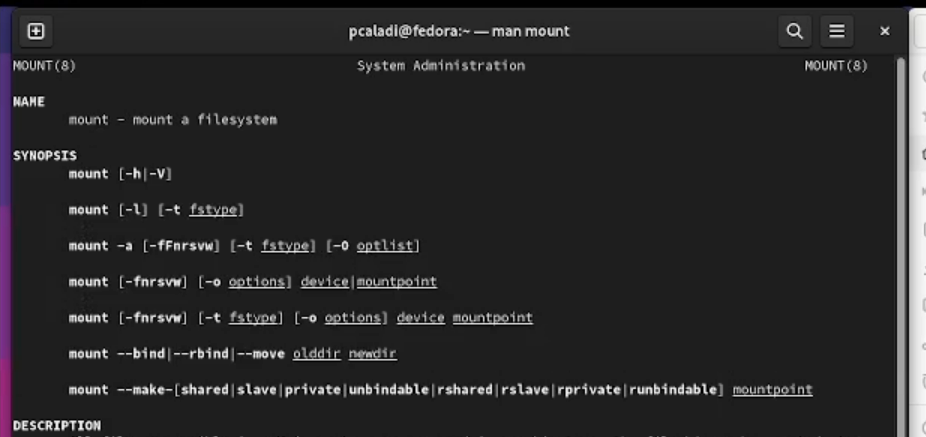 pcaladi@fedora:~ — man mount
MOUNT(8) System Administration MOUNT(8)
NAME
mount - mount a filesystem
SYNOPSIS
mount [-h|-V]
mount [-l] [-t fstype]
mount -a [-fFnrsvw] [-t fstype] [-O optlist]
mount [-fnrsvw] [-o options] device|mountpoint
mount [-fnrsvw] [-t fstype] [-o options] device mountpoint
mount --bind|--rbind|--move olddir newdir
mount --make-[shared|slave|private|unbindable|rshared|rslave|rprivate|runbindable] mountpoint
DESCRIPTION